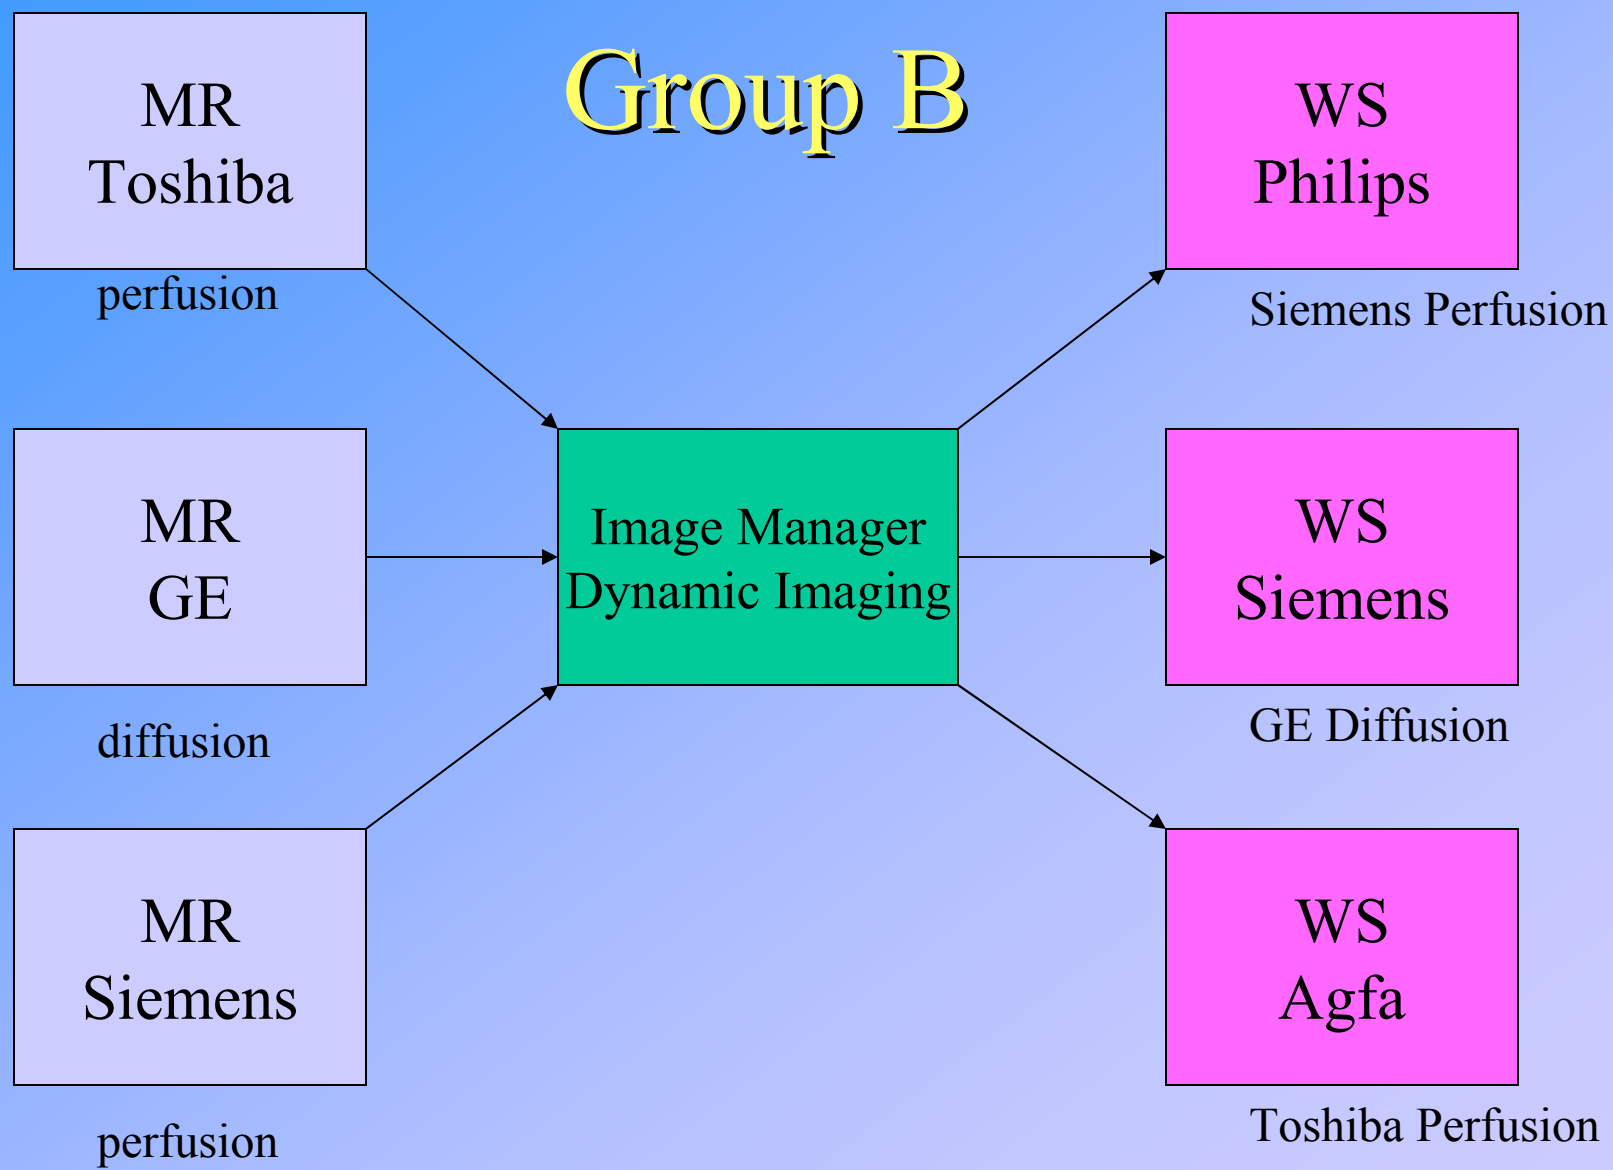 Group B
MR
Toshiba
perfusion
MR
GE
diffusion
MR
Siemens
perfusion
Image Manager
Dynamic Imaging
WS
Philips
Siemens Perfusion
WS
Siemens
GE Diffusion
WS
Agfa
Toshiba Perfusion